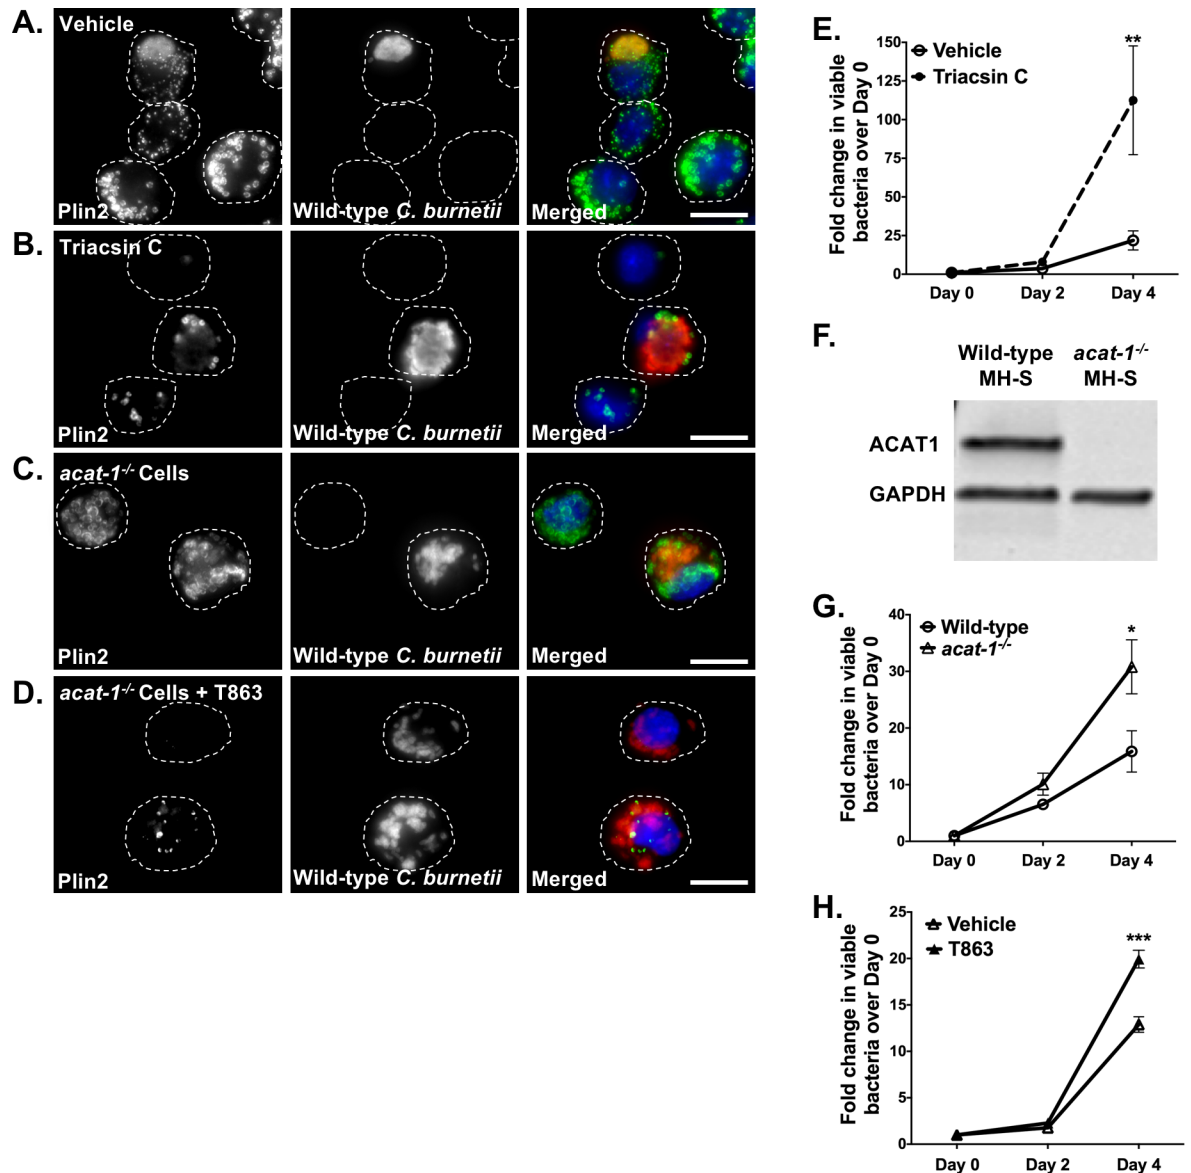 A.
Vehicle
Plin2
Wild-type C. burnetii
Merged
B.
Triacsin C
Plin2
Wild-type C. burnetii
Merged
C.
acat-1-/- Cells
Plin2
Wild-type C. burnetii
Merged
D.
acat-1-/- Cells + T863
Plin2
Wild-type C. burnetii
Merged
E.
Fold change in viable
bacteria over Day 0
150
125
100
75
50
25
0
Vehicle
Triacsin C
**
Day 0 Day 2 Day 4
F.
Wild-type
MH-S
acat-1-/-
MH-S
ACAT1
GAPDH
G.
Fold change in viable
bacteria over Day 0
40
30
20
10
0
Wild-type
acat-1-/-
*
Day 0 Day 2 Day 4
H.
Fold change in viable
bacteria over Day 0
25
20
15
10
5
0
Vehicle
T863
***
Day 0 Day 2 Day 4